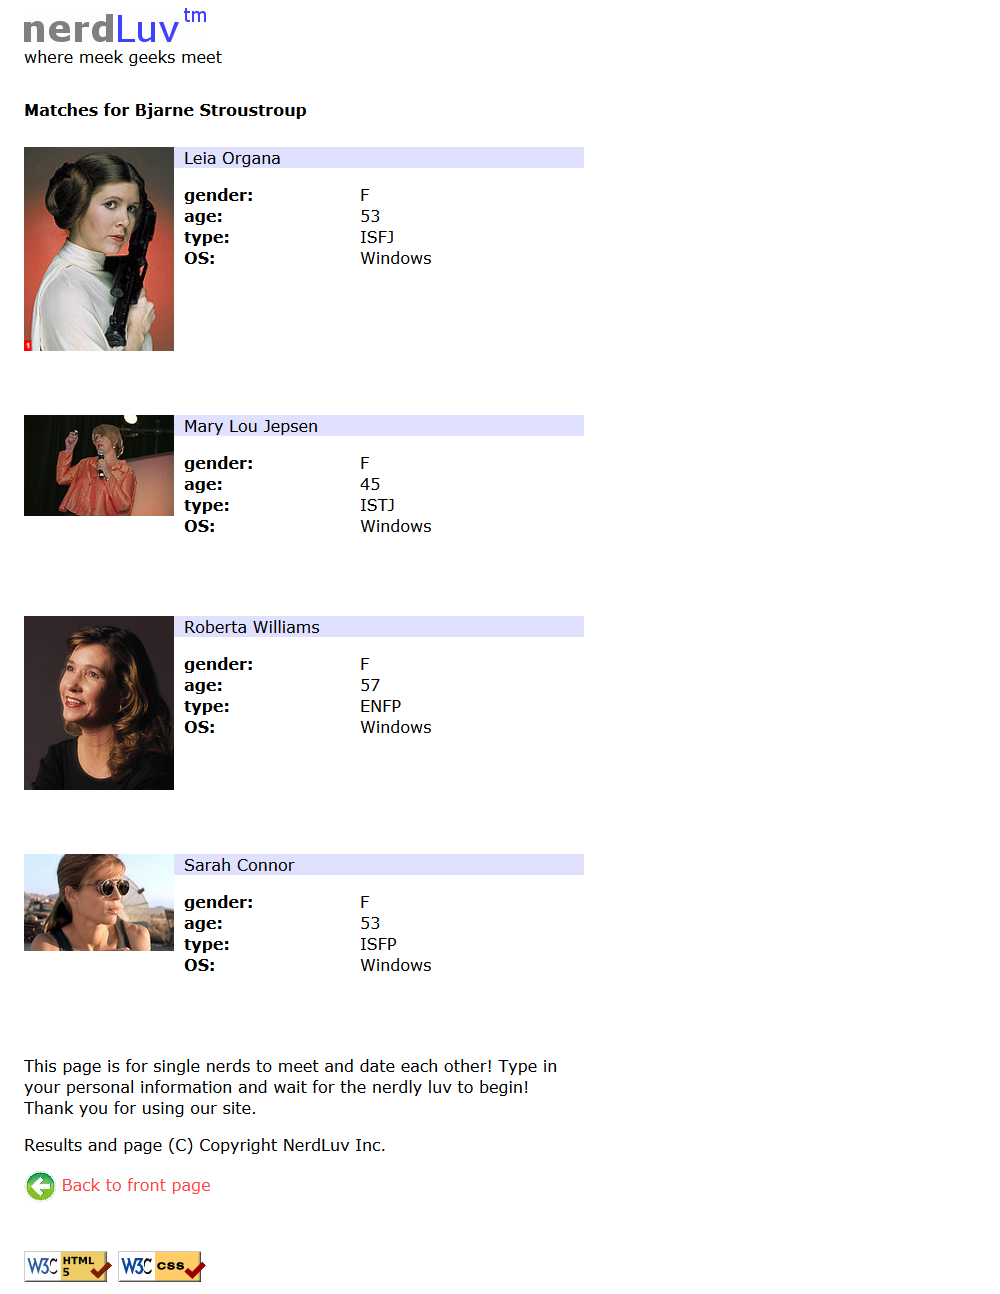 nerdLuv tm
where meek geeks meet
Matches for Bjarne Stroustroup
Leia Organa
gender: F
age: 53
type: ISFJ
OS: Windows
1
Mary Lou Jepsen
gender: F
age: 45
type: ISTJ
OS: Windows
Roberta Williams
gender: F
age: 57
type: ENFP
OS: Windows
Sarah Connor
gender: F
age: 53
type: ISFP
OS: Windows
This page is for single nerds to meet and date each other! Type in
your personal information and wait for the nerdly luv to begin!
Thank you for using our site.
Results and page (C) Copyright NerdLuv Inc.
Back to front page
W3C HTML 5 W3C CSS